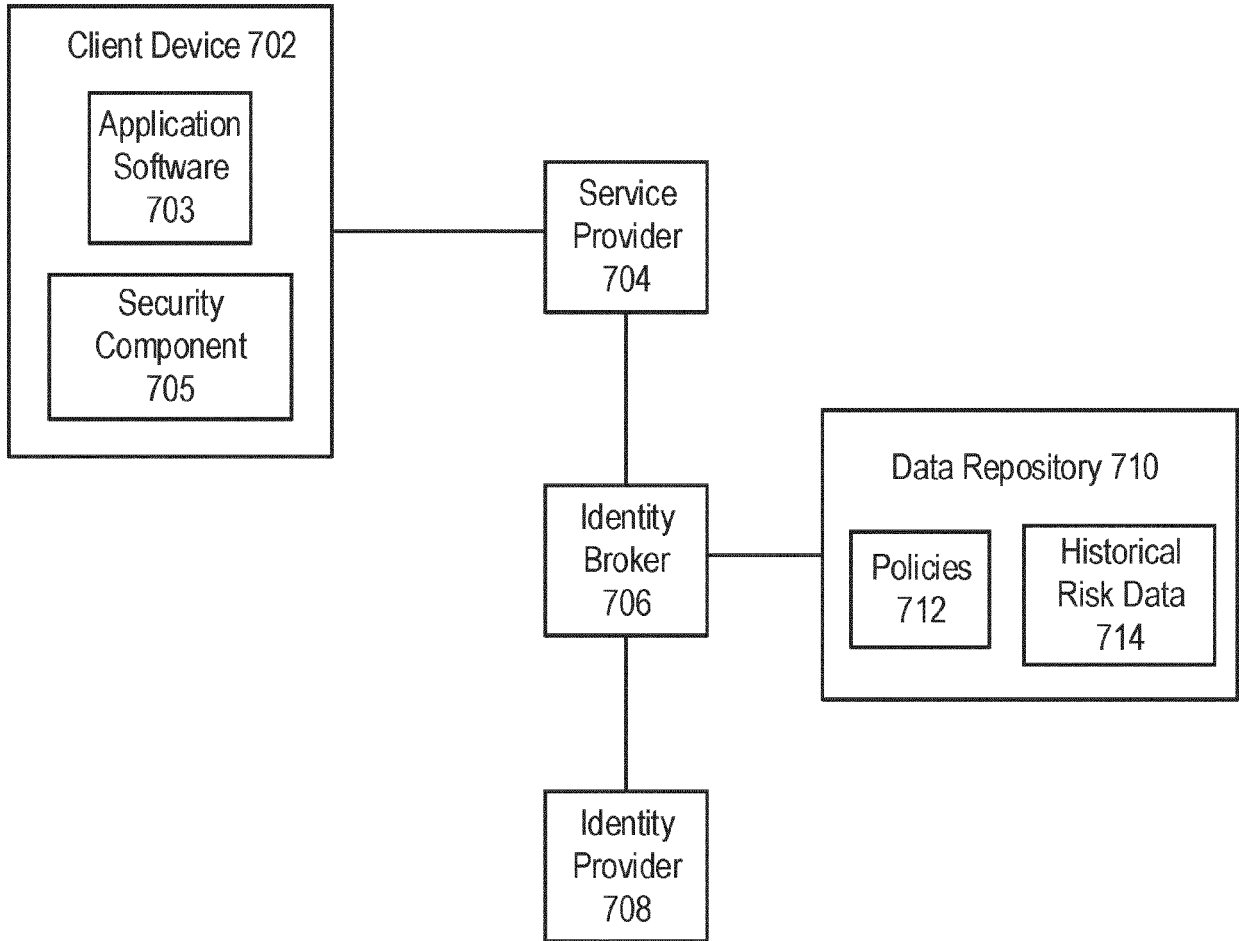 Client Device 702
Application
Software
703
Security
Component
705
Service
Provider
704
Identity
Broker
706
Data Repository 710
Policies
712
Historical
Risk Data
714
Identity
Provider
708